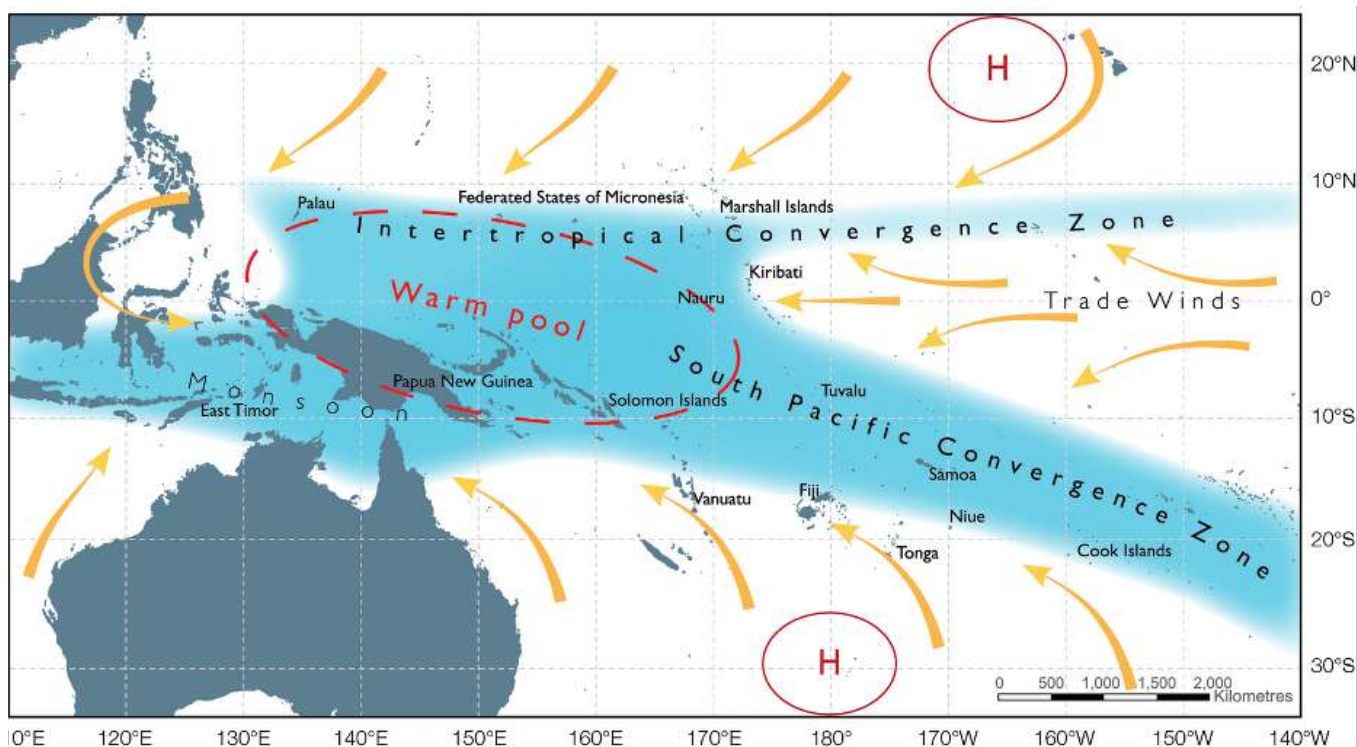 H
20°N
10°N
Palau
Federated States of Micronesia
Marshall Islands
Intertropical Convergence Zone
Kiribati
Warm pool
Nauru
Trade Winds
0°
South Pacific Convergence Zone
Monsoon
Papua New Guinea
East Timor
Solomon Islands
Tuvalu
10°S
Samoa
Vanuatu
Fiji
Niue
Tonga
Cook Islands
20°S
H
30°S
0 500 1,000 1,500 2,000
Kilometres
0°E 120°E 130°E 140°E 150°E 160°E 170°E 180° 170°W 160°W 150°W 140°W